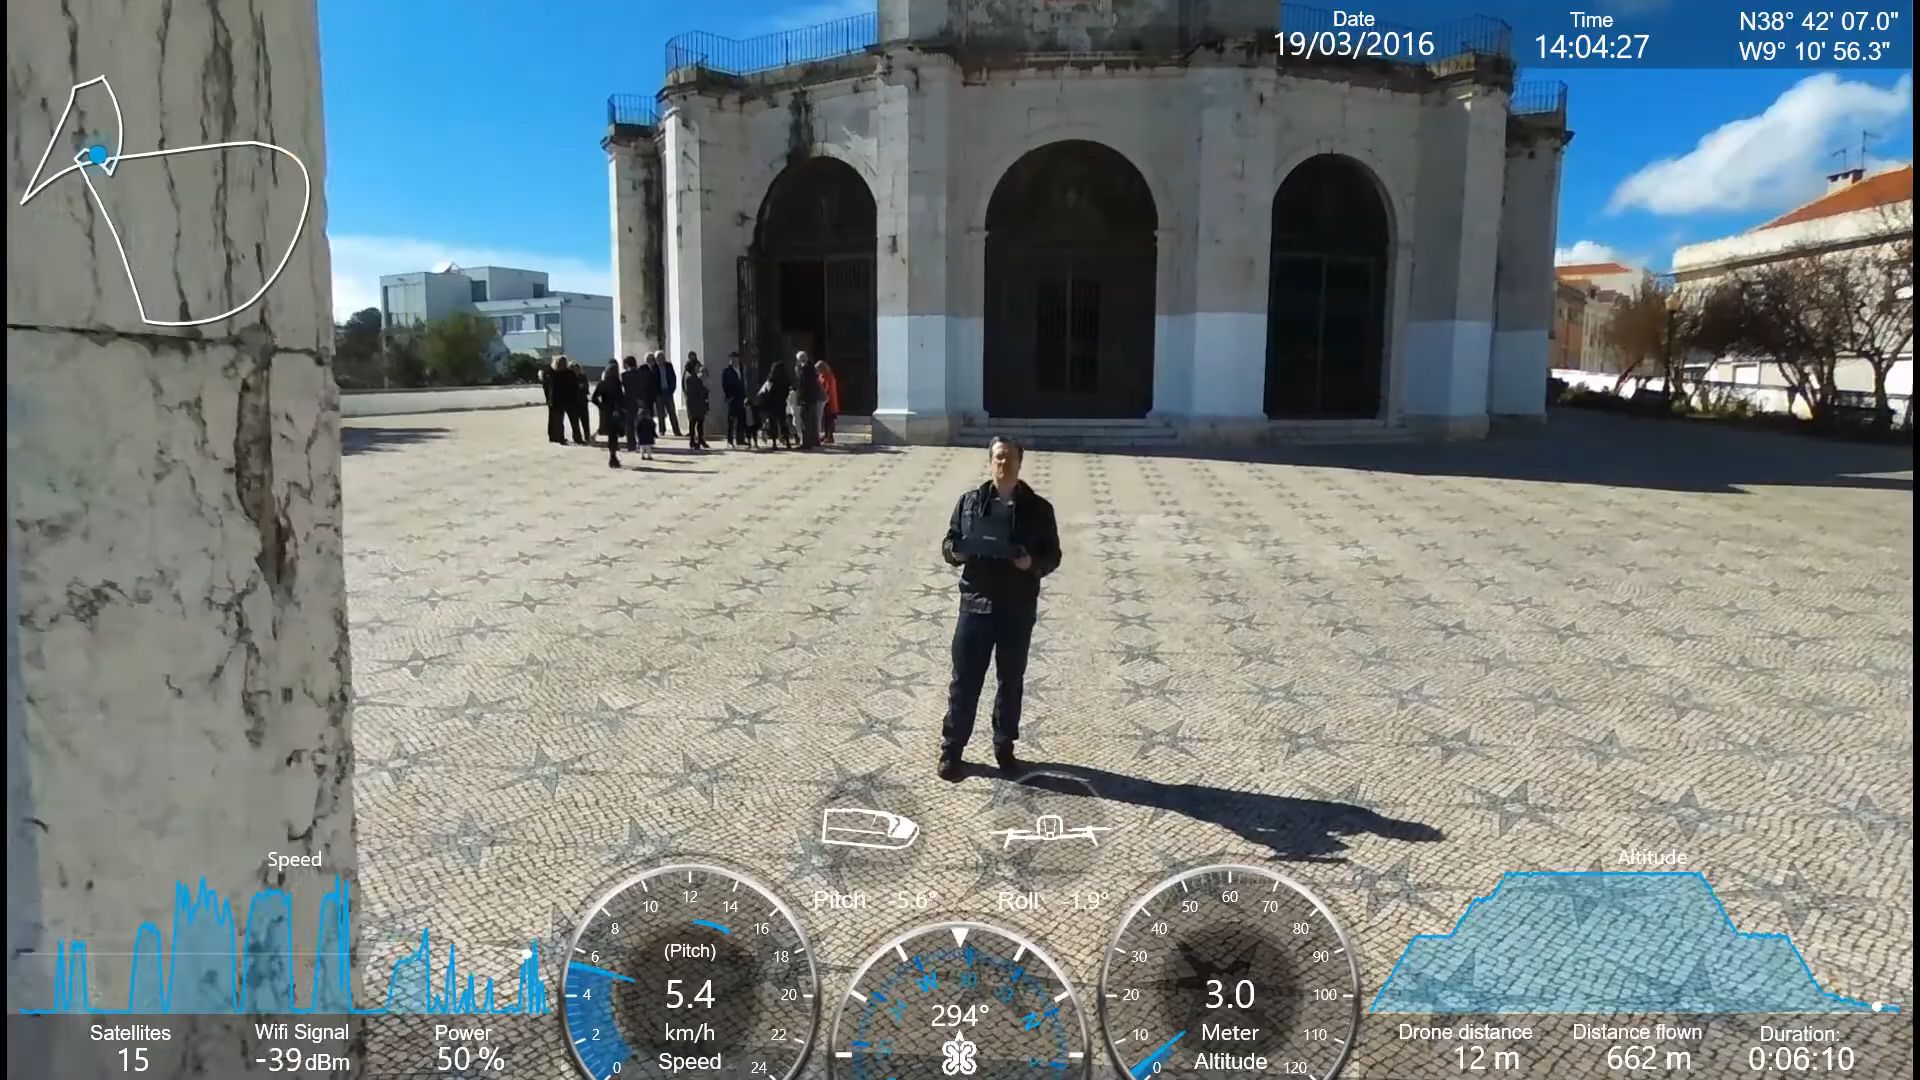 Date
19/03/2016
Time
14:04:27
N38° 42' 07.0"
W9° 10' 56.3"
Speed
Altitude
Pitch -5.6°
Roll -1.9°
0
2
4
6
8
10
12
14
16
18
20
22
24
(Pitch)
5.4
km/h
Speed
W
30
N
294°
0
10
20
30
40
50
60
70
80
90
100
110
120
3.0
Meter
Altitude
Satellites
15
Wifi Signal
-39 dBm
Power
50 %
Drone distance
12 m
Distance flown
662 m
Duration:
0:06:10